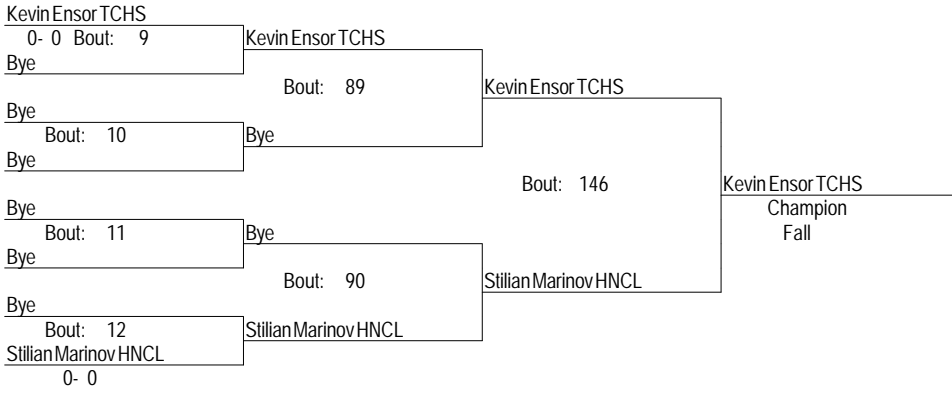 Kevin Ensor TCHS
0- 0 Bout: 9
Kevin Ensor TCHS
Bye
Bout: 89
Kevin Ensor TCHS
Bye
Bout: 10
Bye
Bye
Bout: 146
Kevin Ensor TCHS
Champion
Fall
Bye
Bout: 11
Bye
Bye
Bout: 90
Stilian Marinov HNCL
Bye
Bout: 12
Stilian Marinov HNCL
Stilian Marinov HNCL
0- 0